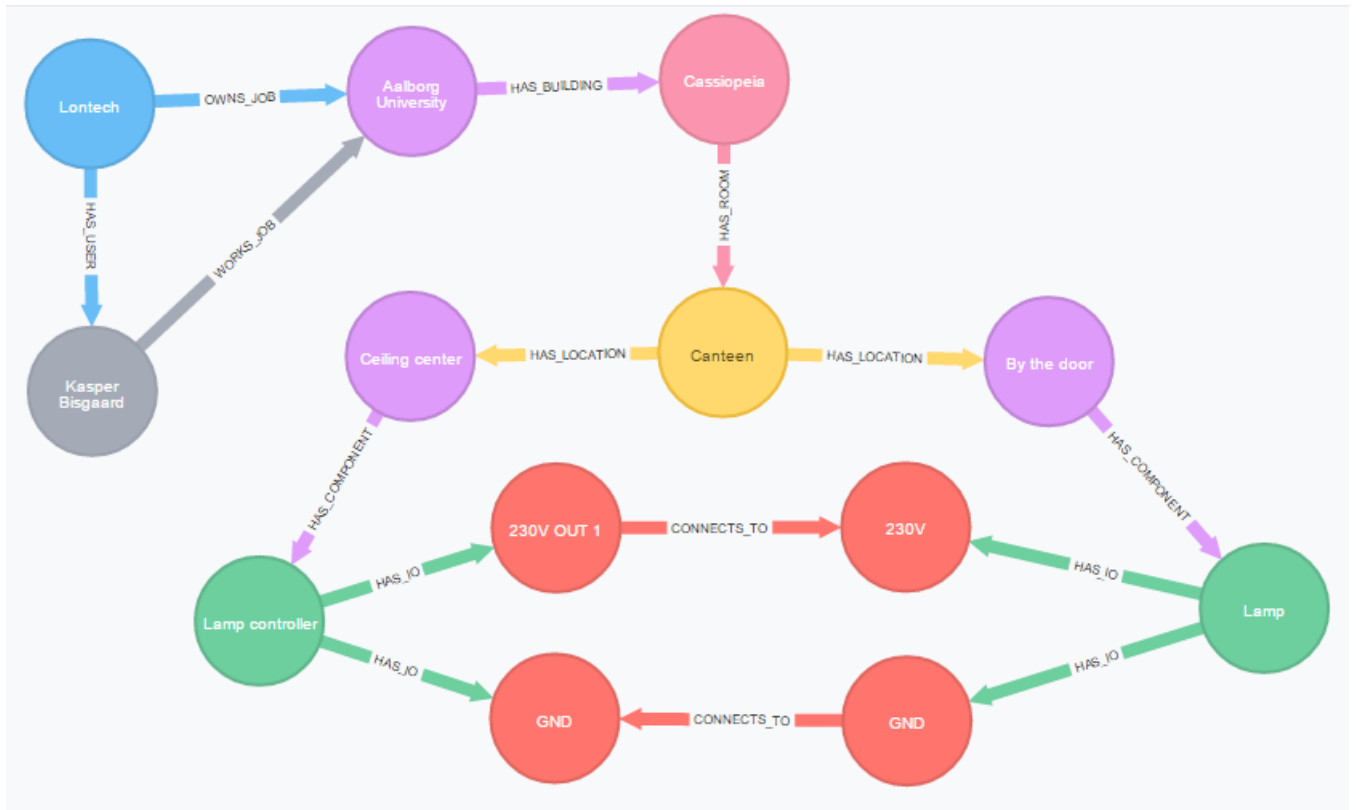 Lontech
OWNS_JOB
Aalborg
University
HAS_BUILDING
Cassiopeia
HAS_USER
WORKS_JOB
HAS_ROOM
Kasper
Bisgaard
Ceiling center
HAS_LOCATION
Canteen
HAS_LOCATION
By the door
HAS_COMPONENT
HAS_COMPONENT
230V OUT 1
CONNECTS_TO
230V
HAS_IO
HAS_IO
Lamp controller
Lamp
HAS_IO
HAS_IO
GND
CONNECTS_TO
GND